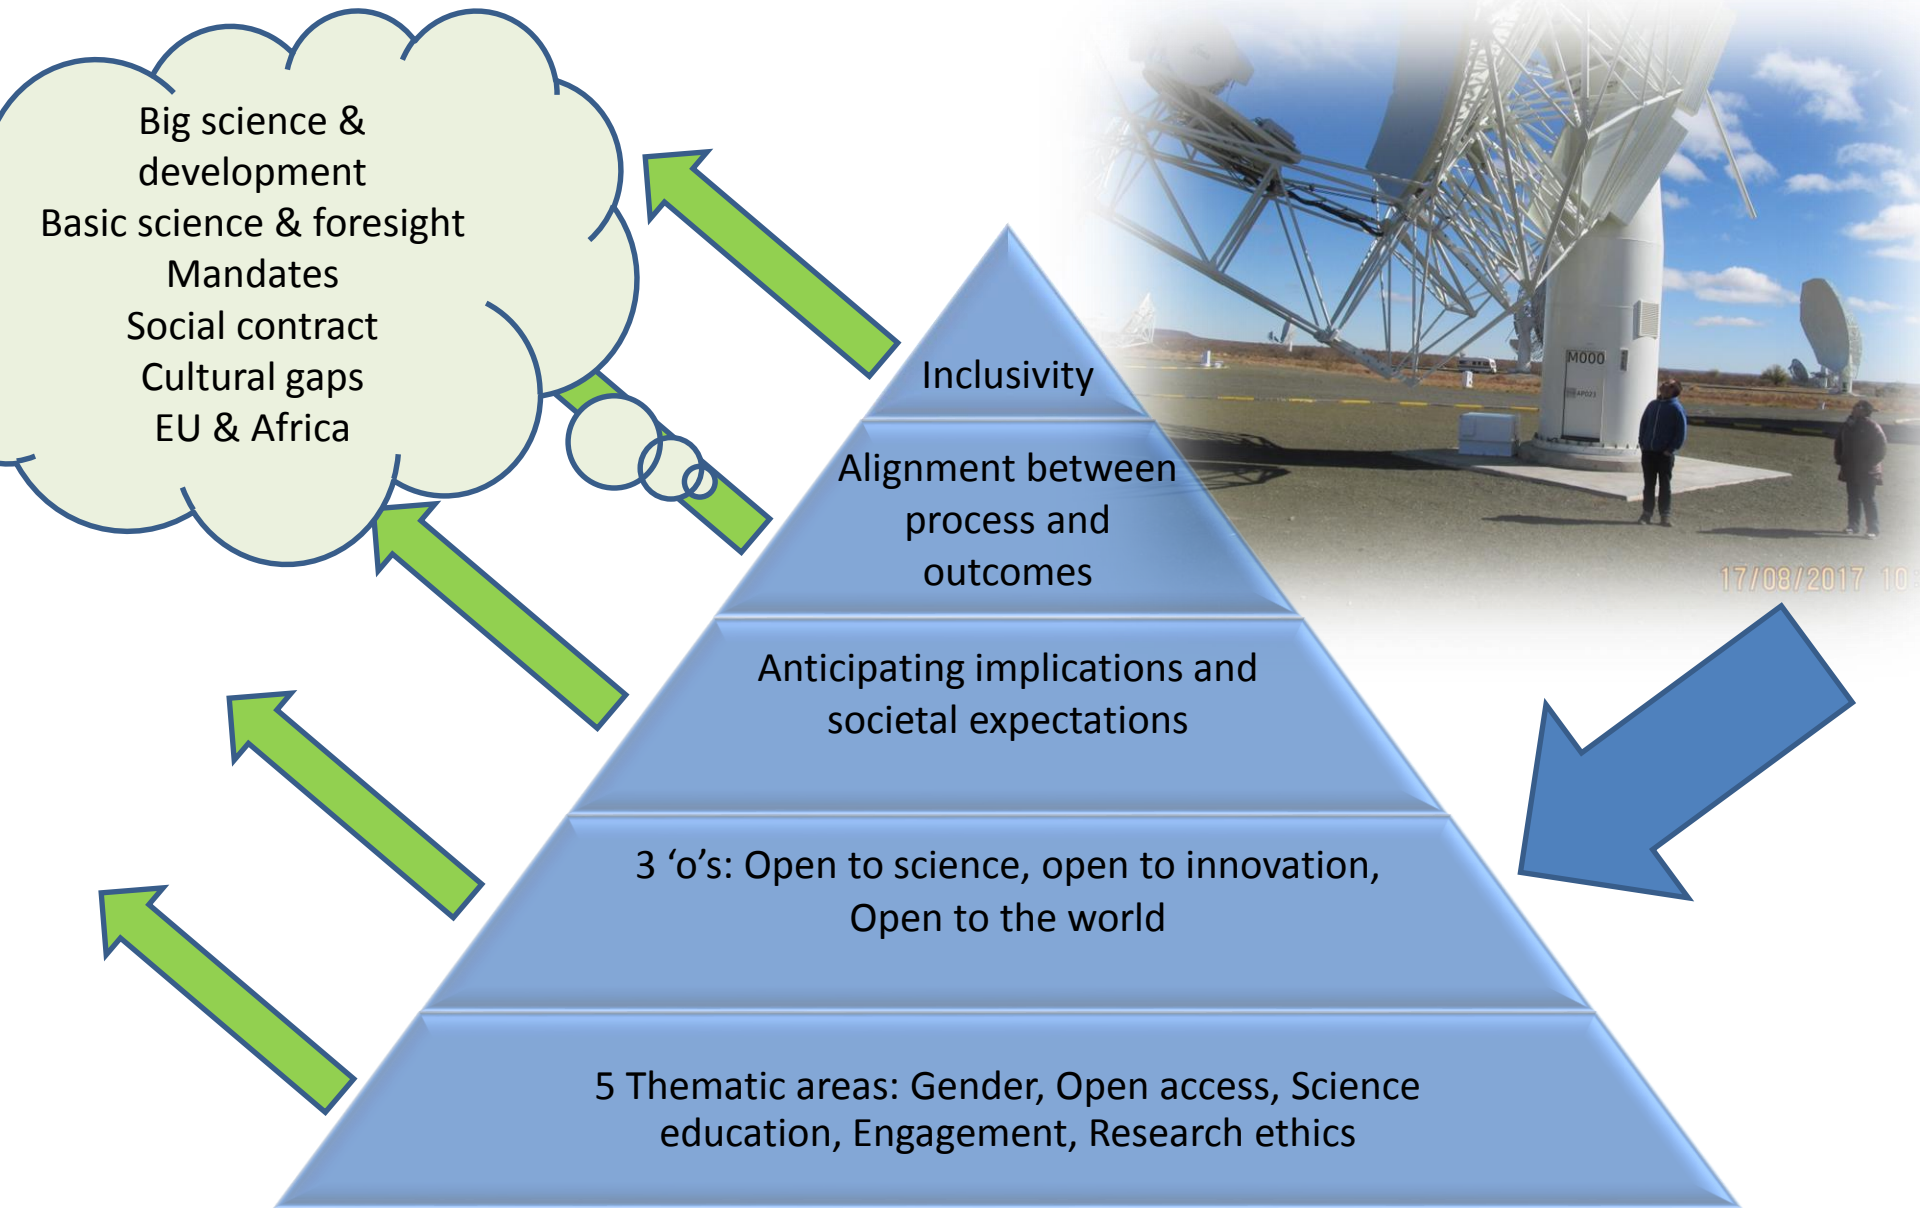 Big science &
development
Basic science & foresight
Mandates
Social contract
Cultural gaps
EU & Africa
Inclusivity
Alignment between
process and
outcomes
Anticipating implications and
societal expectations
3 ‘o’s: Open to science, open to innovation,
Open to the world
5 Thematic areas: Gender, Open access, Science
education, Engagement, Research ethics
M000
17/08/2017 10: